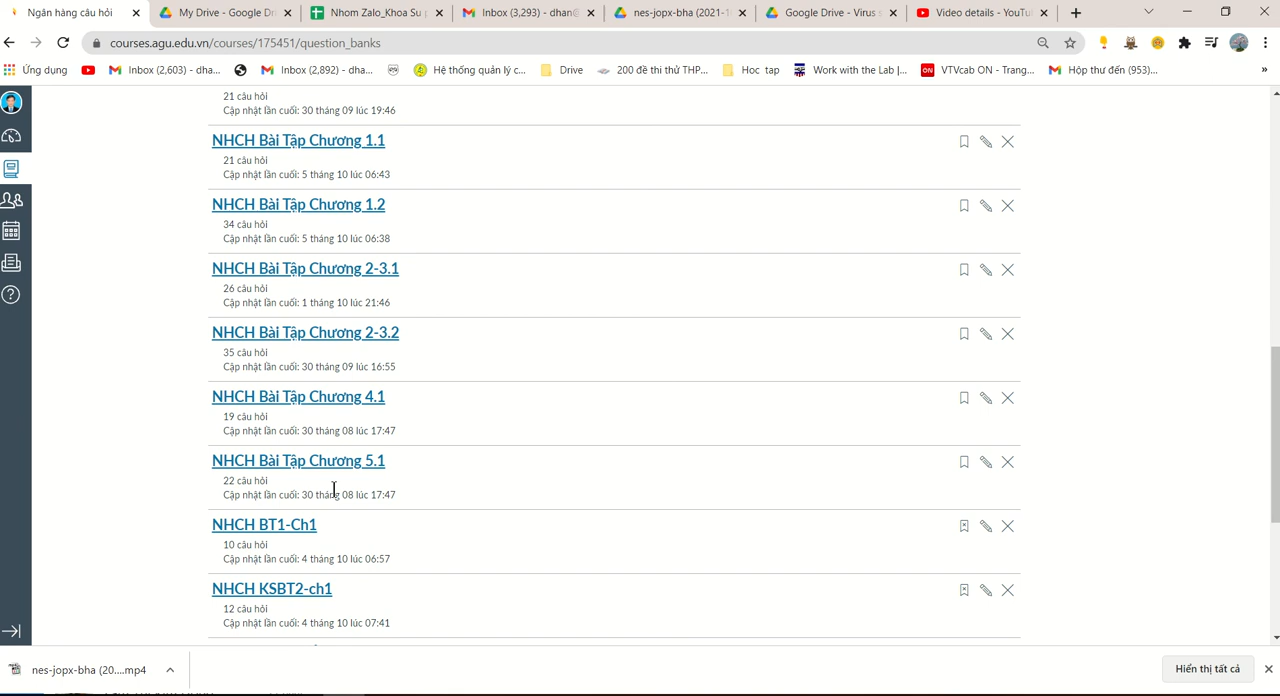 Ngân hàng câu hỏi
My Drive - Google Dri
Nhom Zalo_Khoa Su p
Inbox (3,293) - dhan@
nes-jopx-bha (2021-1
Google Drive - Virus s
Video details - YouTu
courses.agu.edu.vn/courses/175451/question_banks
Ứng dụng
Inbox (2,603) - dha...
Inbox (2,892) - dha...
Hệ thống quản lý c...
Drive
200 đề thi thử THP...
Hoc tap
Work with the Lab |...
ON
VTVcab ON - Trang...
Hộp thư đến (953)...
»
21 câu hỏi
Cập nhật lần cuối: 30 tháng 09 lúc 19:46
NHCH Bài Tập Chương 1.1
21 câu hỏi
Cập nhật lần cuối: 5 tháng 10 lúc 06:43
NHCH Bài Tập Chương 1.2
34 câu hỏi
Cập nhật lần cuối: 5 tháng 10 lúc 06:38
NHCH Bài Tập Chương 2-3.1
26 câu hỏi
Cập nhật lần cuối: 1 tháng 10 lúc 21:46
NHCH Bài Tập Chương 2-3.2
35 câu hỏi
Cập nhật lần cuối: 30 tháng 09 lúc 16:55
NHCH Bài Tập Chương 4.1
19 câu hỏi
Cập nhật lần cuối: 30 tháng 08 lúc 17:47
NHCH Bài Tập Chương 5.1
22 câu hỏi
Cập nhật lần cuối: 30 tháng 08 lúc 17:47
NHCH BT1-Ch1
10 câu hỏi
Cập nhật lần cuối: 4 tháng 10 lúc 06:57
NHCH KSBT2-ch1
12 câu hỏi
Cập nhật lần cuối: 4 tháng 10 lúc 07:41
nes-jopx-bha (20....mp4
Hiển thị tất cả